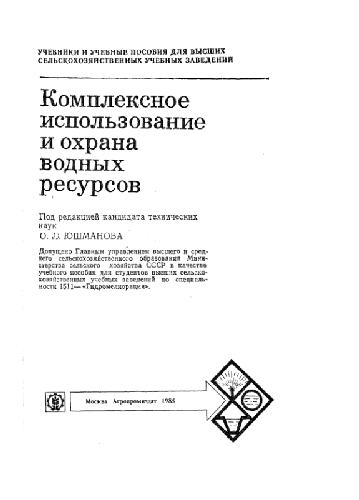 УЧЕБНИКИ И УЧЕБНЫЕ ПОСОБИЯ ДЛЯ ВЫСШИХ
СЕЛЬСКОХОЗЯЙСТВЕННЫХ УЧЕБНЫХ ЗАВЕДЕНИЙ
Комплексное
использование
и охрана
водных
ресурсов
Под редакцией кандидата технических
наук
О. Л. ЮШМАНОВА
Допущено Главным управлением высшего и сред-
него сельскохозяйственного образования Мини-
стерства сельского хозяйства СССР в качестве
учебного пособия для студентов высших сельско-
хозяйственных учебных заведений по специаль-
ности 1511— «Гидромелиорация».
Москва Агропромиздат 1985